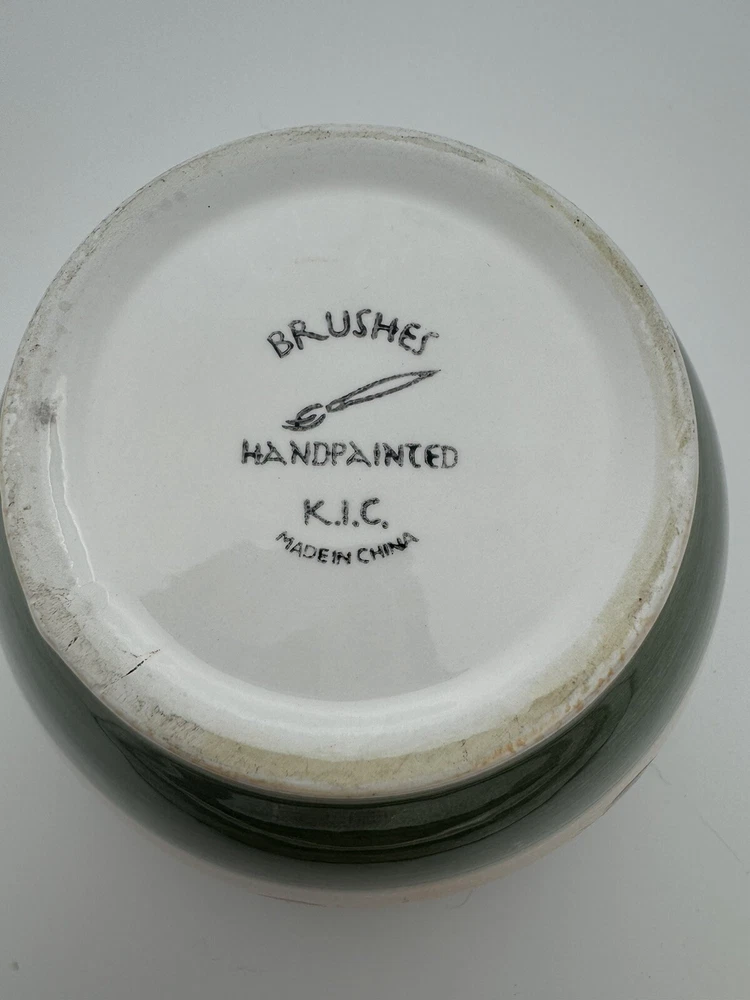 BRUSHES
HANDPAINTED
K.I.C.
MADE IN CHINA